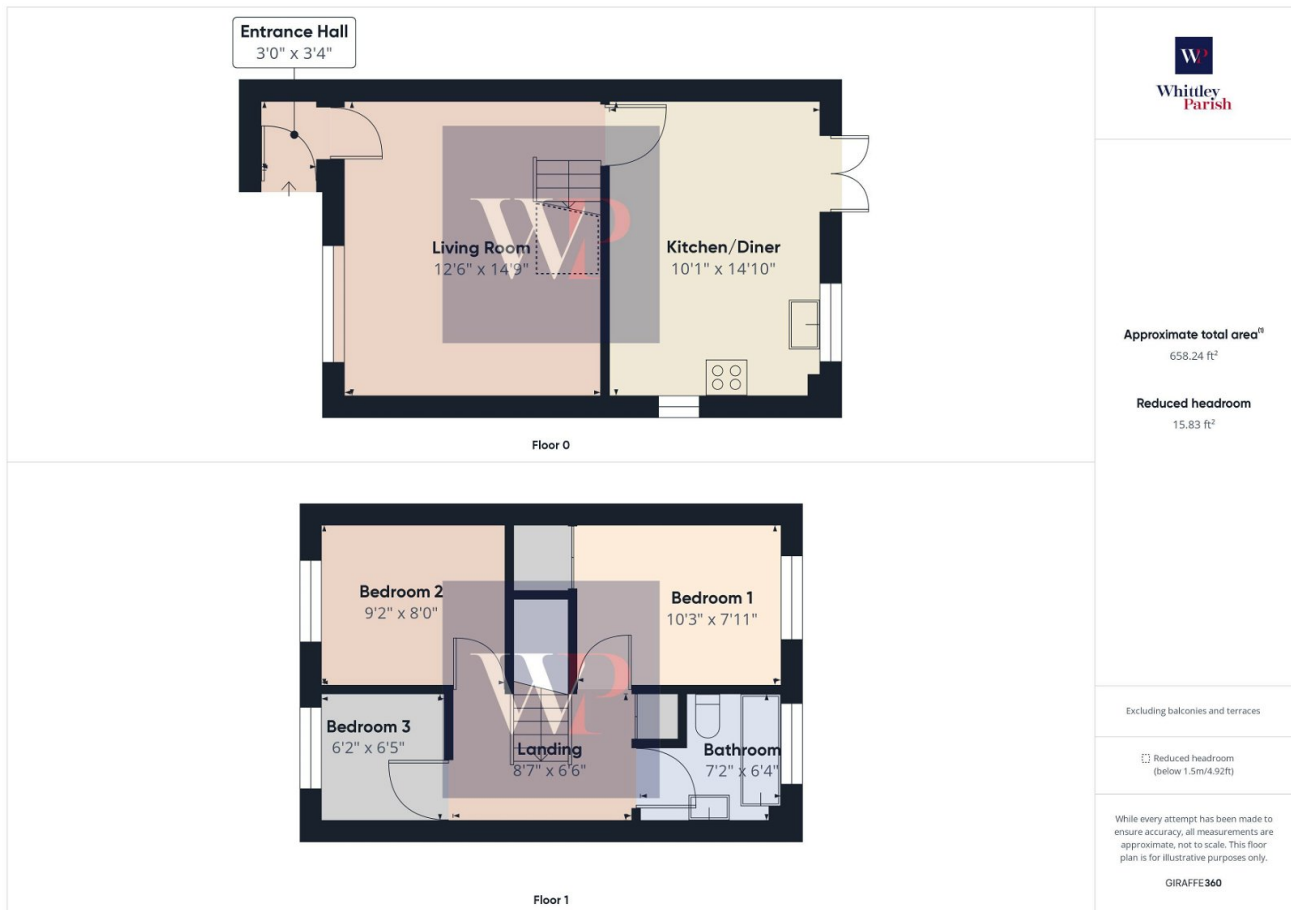 Entrance Hall
3'0" x 3'4"
Living Room
12'6" x 14'9"
Kitchen/Diner
10'1" x 14'10"
Floor 0
Bedroom 2
9'2" x 8'0"
Bedroom 1
10'3" x 7'11"
Bedroom 3
6'2" x 6'5"
Landing
8'7" x 6'6"
Bathroom
7'2" x 6'4"
Floor 1
WP
WP
WP
Whittley
Parish
Approximate total area⁽¹⁾
658.24 ft²
Reduced headroom
15.83 ft²
Excluding balconies and terraces
Reduced headroom
(below 1.5m/4.92ft)
While every attempt has been made to
ensure accuracy, all measurements are
approximate, not to scale. This floor
plan is for illustrative purposes only.
GIRAFFE360